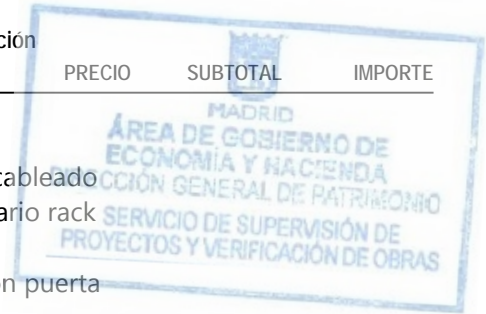 ción
PRECIO SUBTOTAL IMPORTE
MADRID
ÁREA DE GOBIERNO DE
ECONOMÍA Y HACIENDA
cableado
DIRECCIÓN GENERAL DE PATRIMONIO
ario rack
SERVICIO DE SUPERVISIÓN DE
PROYECTOS Y VERIFICACIÓN DE OBRAS
n puerta